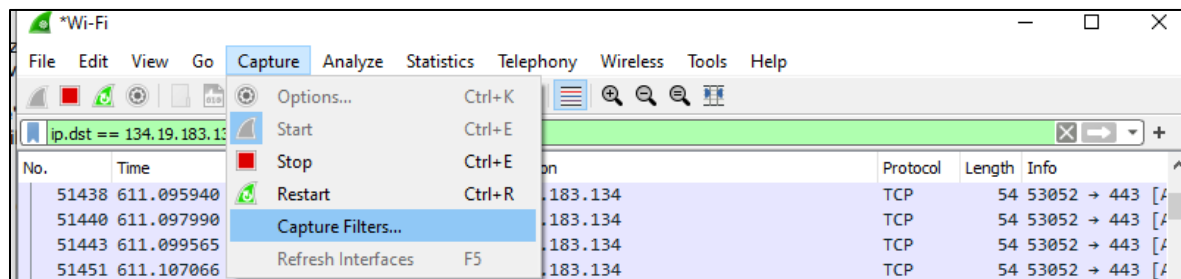 *Wi-Fi
File Edit View Go Capture Analyze Statistics Telephony Wireless Tools Help
Options... Ctrl+K
ip.dst == 134.19.183.13
Start Ctrl+E
Stop Ctrl+E
No. Time on Protocol Length Info
51438 611.095940 Restart Ctrl+R .183.134 TCP 54 53052 → 443 [A
51440 611.097990 Capture Filters... .183.134 TCP 54 53052 → 443 [A
51443 611.099565 .183.134 TCP 54 53052 → 443 [A
51451 611.107066 Refresh Interfaces F5 .183.134 TCP 54 53052 → 443 [A